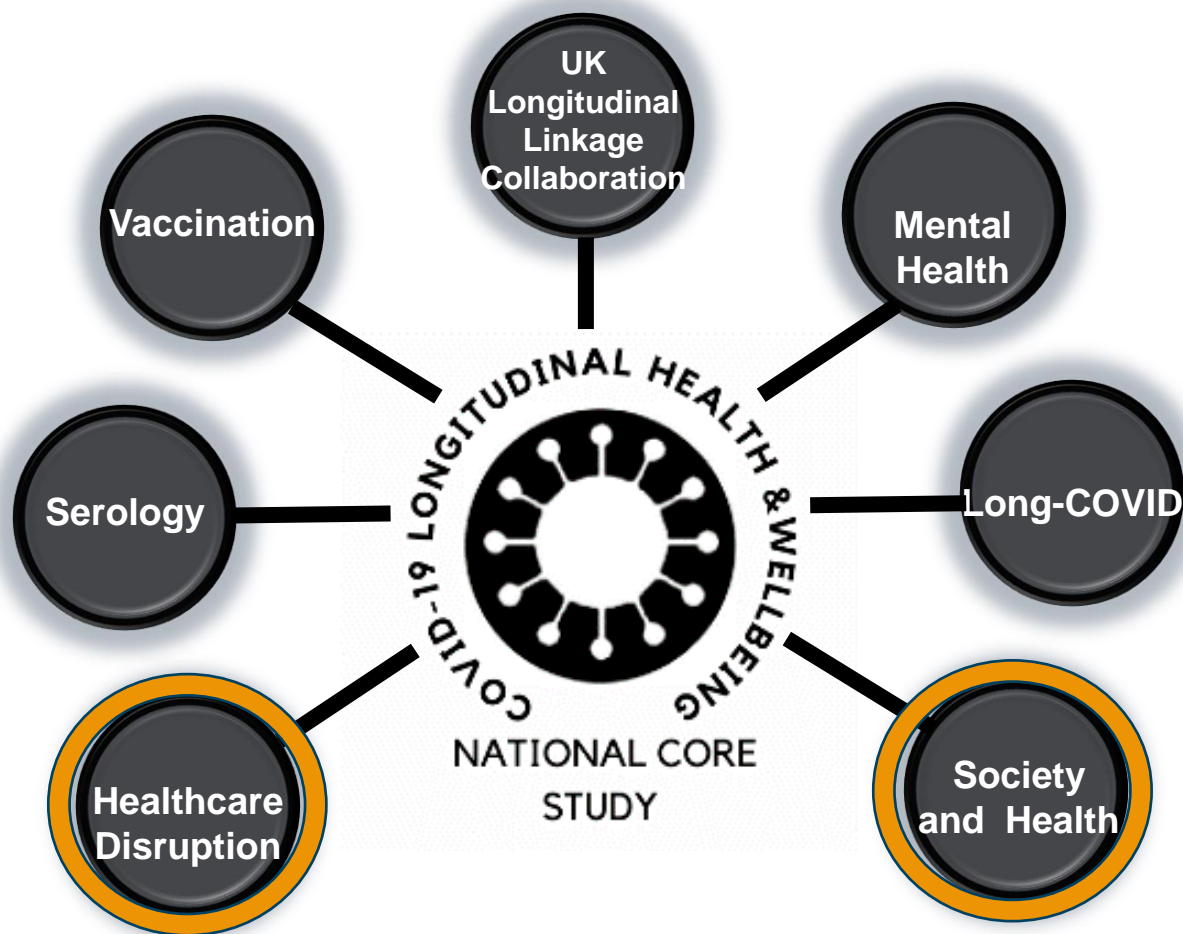 UK
Longitudinal
Linkage
Collaboration
Vaccination
Mental
Health
COVID-19 LONGITUDINAL HEALTH &WELLBEING
Serology
Long-COVID
NATIONAL CORE
STUDY
Healthcare
Disruption
Society
and  Health